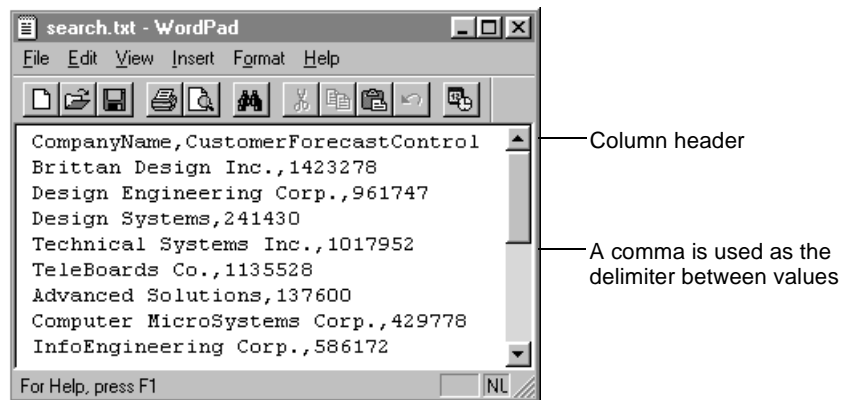 search.txt - WordPad
File Edit View Insert Format Help
CompanyName,CustomerForecastControl
Brittan Design Inc.,1423278
Design Engineering Corp.,961747
Design Systems,241430
Technical Systems Inc.,1017952
TeleBoards Co.,1135528
Advanced Solutions,137600
Computer MicroSystems Corp.,429778
InfoEngineering Corp.,586172
For Help, press F1
NU
Column header
A comma is used as the
delimiter between values